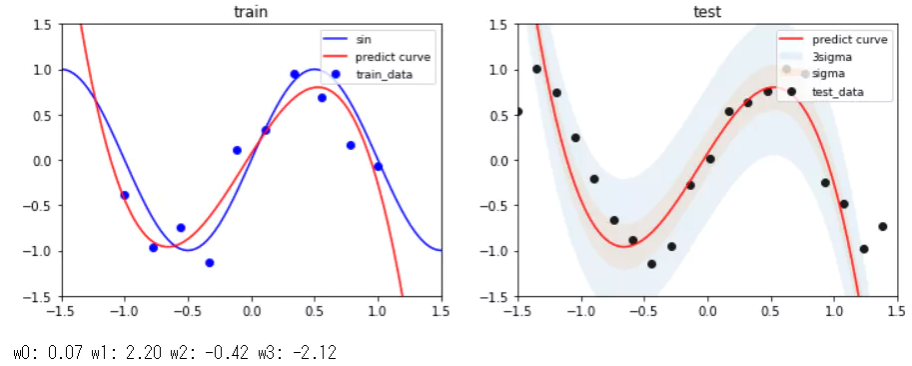 train
1.5
1.0
0.5
0.0
−0.5
−1.0
−1.5
−1.5 −1.0 −0.5 0.0 0.5 1.0 1.5
sin
predict curve
train_data
test
1.5
1.0
0.5
0.0
−0.5
−1.0
−1.5
−1.5 −1.0 −0.5 0.0 0.5 1.0 1.5
predict curve
3sigma
sigma
test_data
w0: 0.07 w1: 2.20 w2: -0.42 w3: -2.12